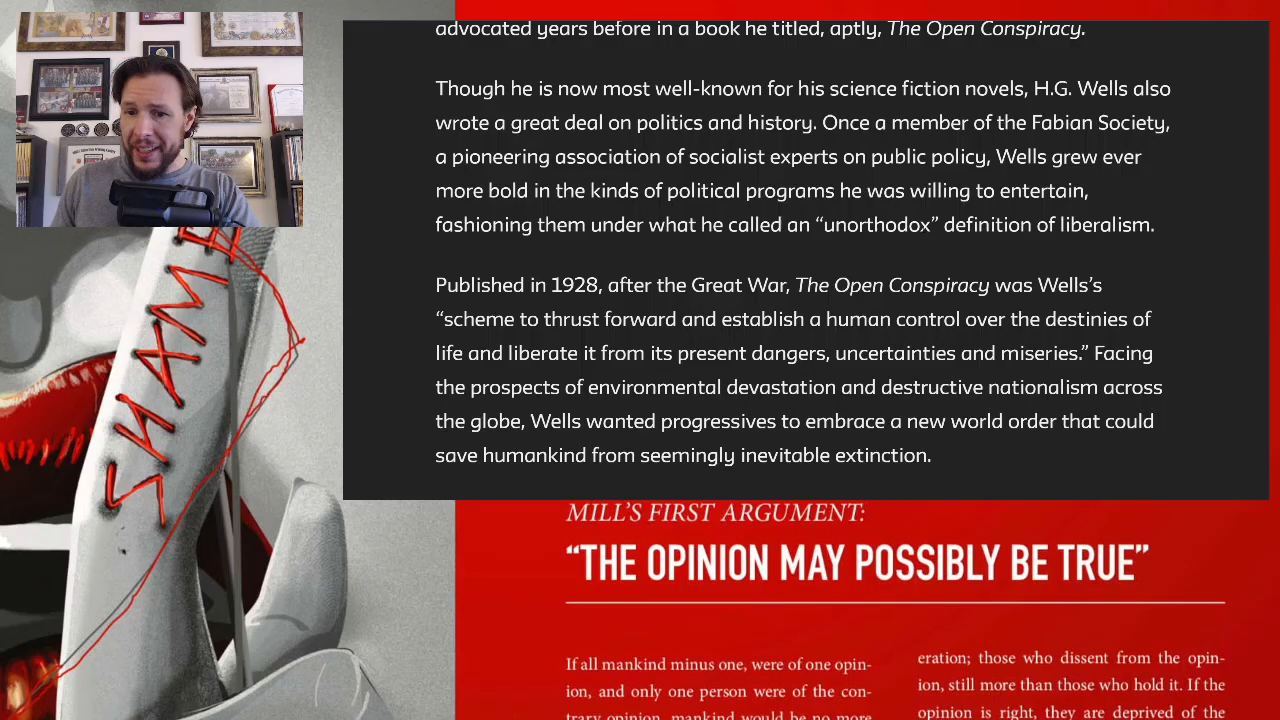 advocated years before in a book he titled, aptly, The Open Conspiracy.
Though he is now most well-known for his science fiction novels, H.G. Wells also
wrote a great deal on politics and history. Once a member of the Fabian Society,
a pioneering association of socialist experts on public policy, Wells grew ever
more bold in the kinds of political programs he was willing to entertain,
fashioning them under what he called an “unorthodox” definition of liberalism.
Published in 1928, after the Great War, The Open Conspiracy was Wells’s
“scheme to thrust forward and establish a human control over the destinies of
life and liberate it from its present dangers, uncertainties and miseries.” Facing
the prospects of environmental devastation and destructive nationalism across
the globe, Wells wanted progressives to embrace a new world order that could
save humankind from seemingly inevitable extinction.
SHAME
MILL’S FIRST ARGUMENT:
“THE OPINION MAY POSSIBLY BE TRUE”
If all mankind minus one, were of one opin-
ion, and only one person were of the con-
trary opinion, mankind would be no more
eration; those who dissent from the opin-
ion, still more than those who hold it. If the
opinion is right, they are deprived of the